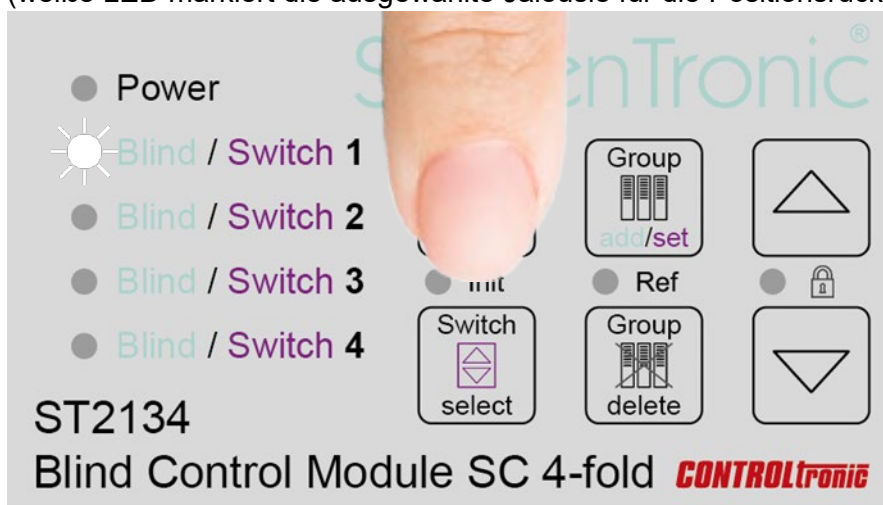 Power
Blind / Switch 1
Blind / Switch 2
Blind / Switch 3
Blind / Switch 4
Group
add/set
Init
Ref
Switch
select
Group
delete
ST2134
Blind Control Module SC 4-fold CONTROLtronic